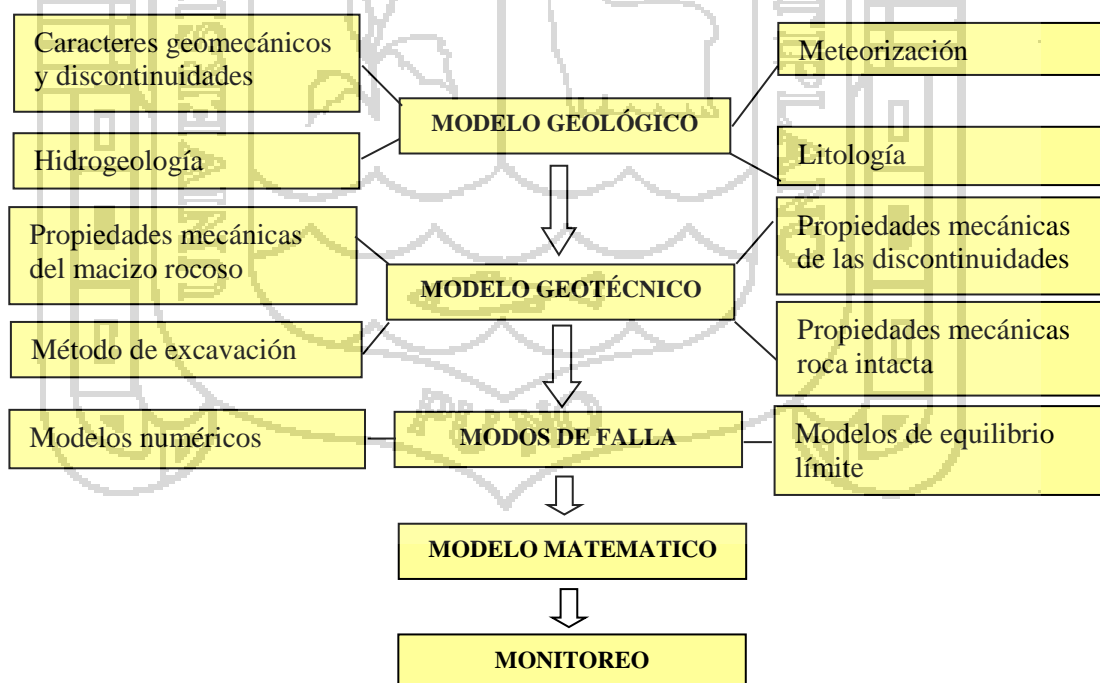 Caracteres geomecánicos
y discontinuidades
Meteorización
MODELO GEOLÓGICO
Hidrogeología
Litología
Propiedades mecánicas
del macizo rocoso
Propiedades mecánicas
de las discontinuidades
MODELO GEOTÉCNICO
Método de excavación
Propiedades mecánicas
roca intacta
Modelos numéricos
MODOS DE FALLA
Modelos de equilibrio
límite
MODELO MATEMATICO
MONITOREO
PUNO